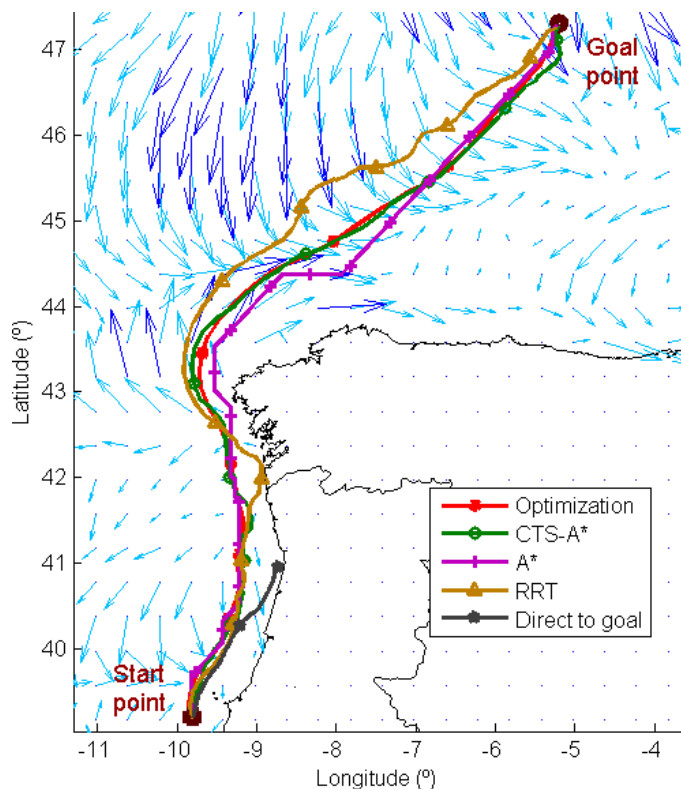 47
46
45
44
43
42
41
40
Latitude (º)
Goal
point
Optimization
CTS-A*
A*
RRT
Direct to goal
Start
point
-11
-10
-9
-8
-7
-6
-5
-4
Longitude (º)